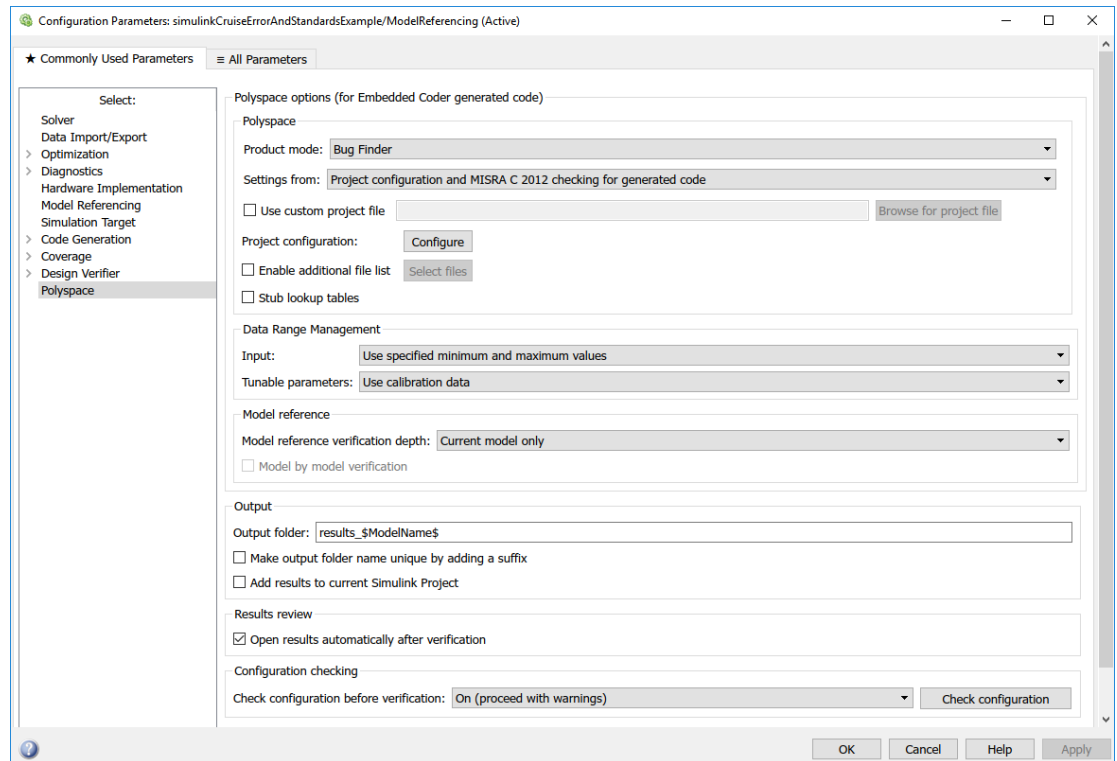 Configuration Parameters: simulinkCruiseErrorAndStandardsExample/ModelReferencing (Active)
★ Commonly Used Parameters
≡ All Parameters
Select:
Solver
Data Import/Export
Optimization
Diagnostics
Hardware Implementation
Model Referencing
Simulation Target
Code Generation
Coverage
Design Verifier
Polyspace
Polyspace options (for Embedded Coder generated code)
Polyspace
Product mode: Bug Finder
Settings from: Project configuration and MISRA C 2012 checking for generated code
Use custom project file Browse for project file
Project configuration: Configure
Enable additional file list Select files
Stub lookup tables
Data Range Management
Input: Use specified minimum and maximum values
Tunable parameters: Use calibration data
Model reference
Model reference verification depth: Current model only
Model by model verification
Output
Output folder: results_$ModelName$
Make output folder name unique by adding a suffix
Add results to current Simulink Project
Results review
Open results automatically after verification
Configuration checking
Check configuration before verification: On (proceed with warnings) Check configuration
OK Cancel Help Apply